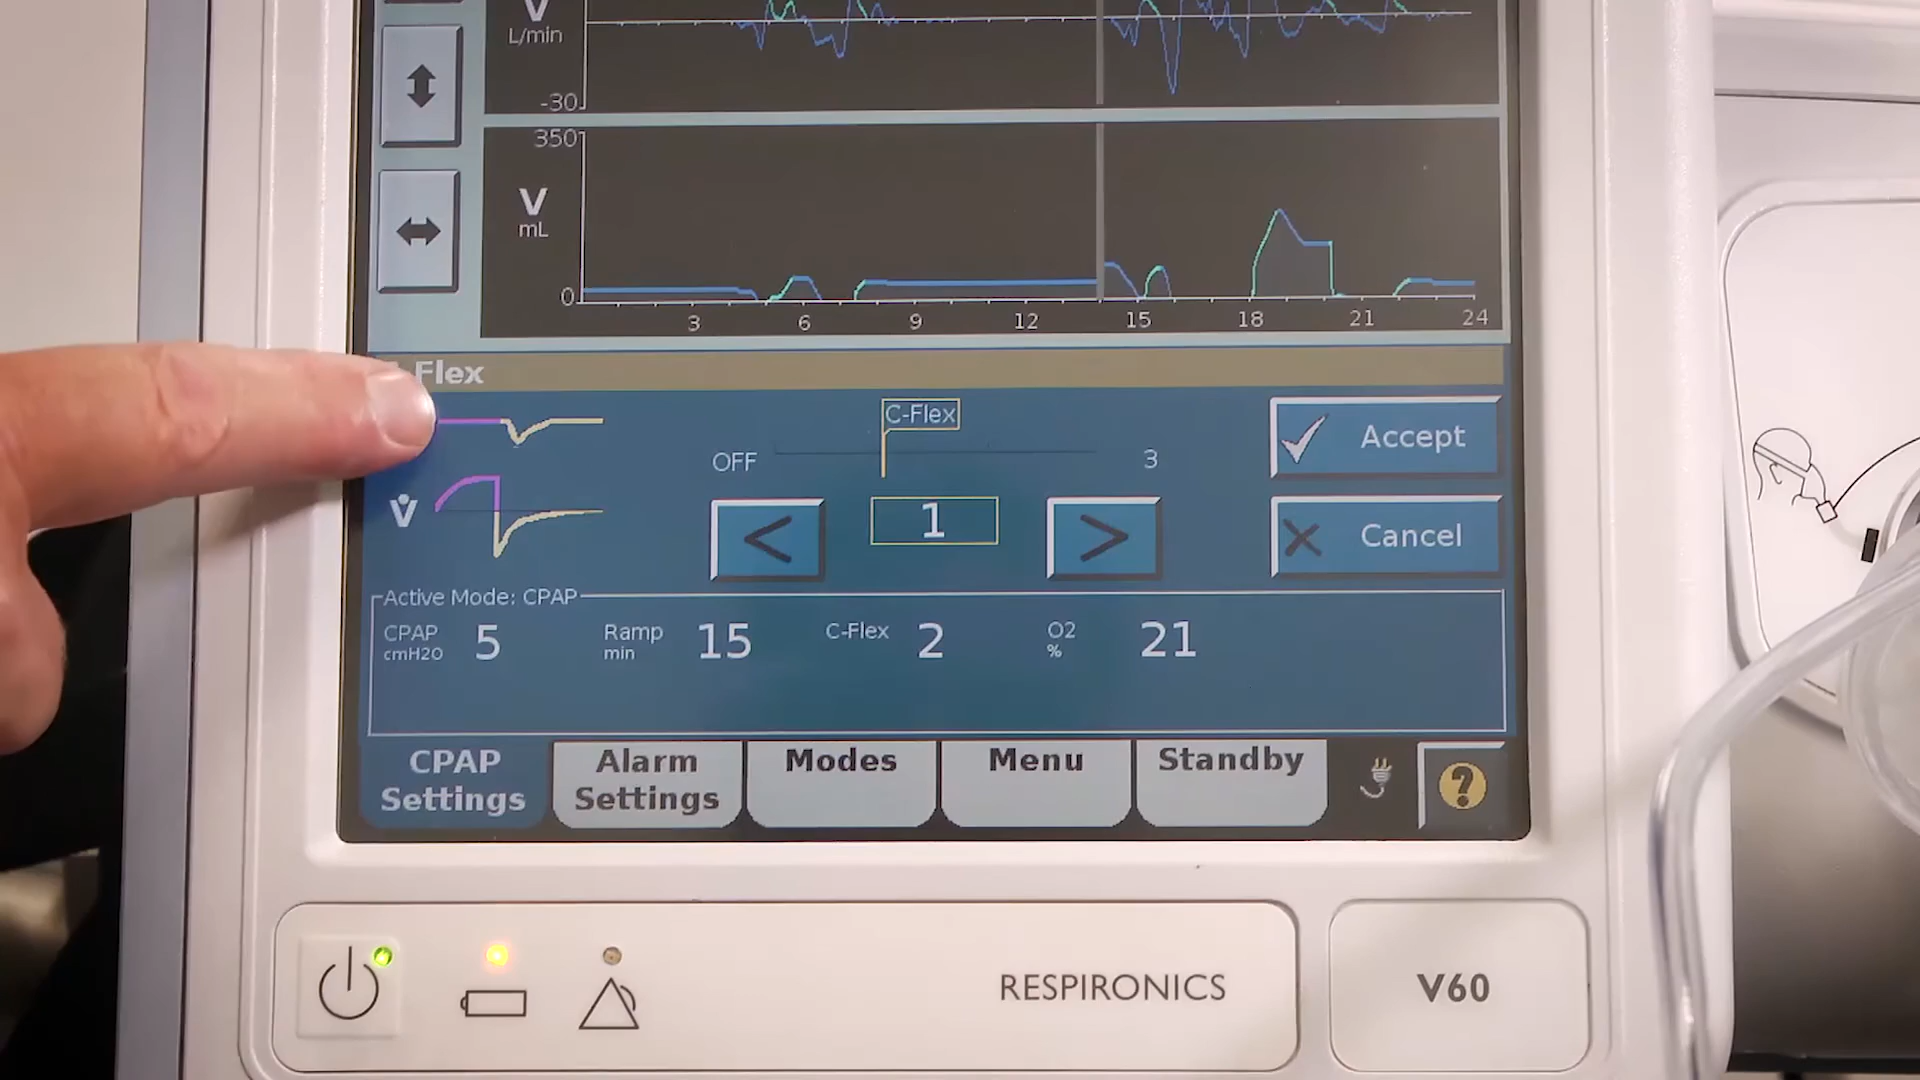 V̇
L/min
-30
350
V
mL
0
3 6 9 12 15 18 21 24
Flex
C-Flex
OFF
3
Accept
V̇
< 1 >
Cancel
Active Mode: CPAP
CPAP cmH2O 5 Ramp min 15 C-Flex 2 O2 % 21
CPAP Settings
Alarm Settings
Modes
Menu
Standby
?
RESPIRONICS
V60